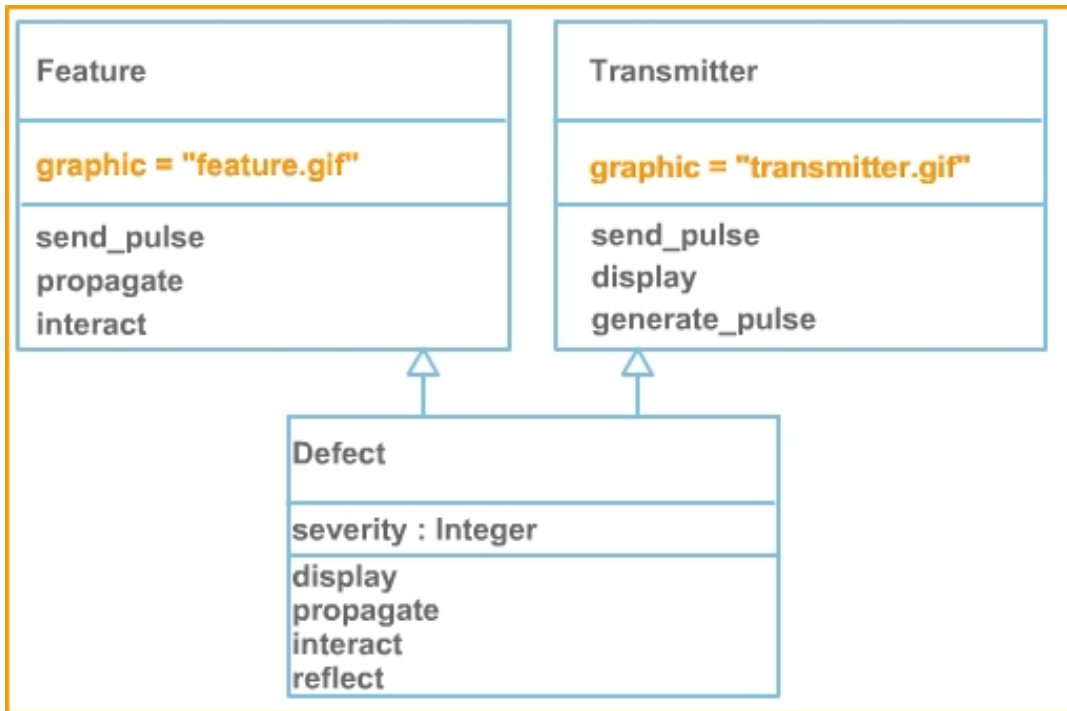 Feature
graphic = "feature.gif"
send_pulse
propagate
interact
Transmitter
graphic = "transmitter.gif"
send_pulse
display
generate_pulse
Defect
severity : Integer
display
propagate
interact
reflect